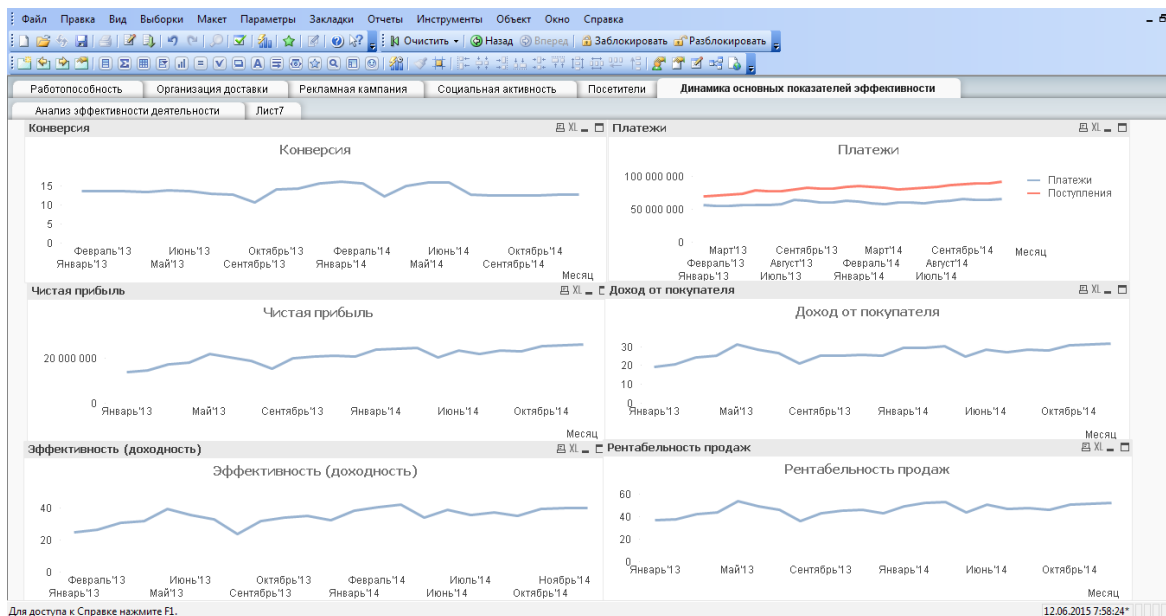 Файл Правка Вид Выборки Макет Параметры Закладки Отчеты Инструменты Объект Окно Справка
Очистить Назад Вперед Заблокировать Разблокировать
Работопособность Организация доставки Рекламная кампания Социальная активность Посетители Динамика основных показателей эффективности
Анализ эффективности деятельности Лист7
Конверсия XL
Конверсия
15
10
5
0
Февраль'13 Июнь'13 Октябрь'13 Февраль'14 Июнь'14 Октябрь'14
Январь'13 Май'13 Сентябрь'13 Январь'14 Май'14 Сентябрь'14
Месяц
Платежи XL
Платежи
100 000 000
50 000 000
0
Платежи
Поступления
Март'13 Сентябрь'13 Март'14 Сентябрь'14 Месяц
Февраль'13 Август'13 Февраль'14 Август'14
Январь'13 Июль'13 Январь'14 Июль'14
Чистая прибыль XL
Чистая прибыль
20 000 000
0
Январь'13 Май'13 Сентябрь'13 Январь'14 Июнь'14 Октябрь'14
Месяц
Доход от покупателя XL
Доход от покупателя
30
20
10
0
Январь'13 Май'13 Сентябрь'13 Январь'14 Июнь'14 Октябрь'14
Месяц
Эффективность (доходность) XL
Эффективность (доходность)
40
20
0
Февраль'13 Июнь'13 Октябрь'13 Февраль'14 Июль'14 Ноябрь'14
Январь'13 Май'13 Сентябрь'13 Январь'14 Июнь'14 Октябрь'14
Рентабельность продаж XL
Рентабельность продаж
60
40
20
0
Январь'13 Май'13 Сентябрь'13 Январь'14 Июнь'14 Октябрь'14
Месяц
Для доступа к Справке нажмите F1.
12.06.2015 7:58:24*